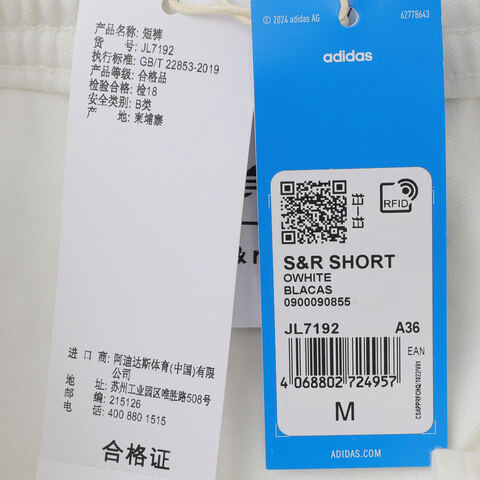 产品名称: 短裤
货 号: JL7192
执行标准: GB/T 22853-2019
产品等级: 合格品
检验合格: 检18
安全类别: B类
产 地: 柬埔寨
进 口 商: 阿迪达斯体育(中国)有限
公司
地 址: 苏州工业园区唯胜路508号
邮 编: 215126
电 话: 400 880 1515
合格证
© 2024 adidas AG
62778643
adidas
RFID
S&R SHORT
OWHITE
BLACAS
0900090855
JL7192 A36
EAN
4 068802 724957
M
ADIDAS.COM